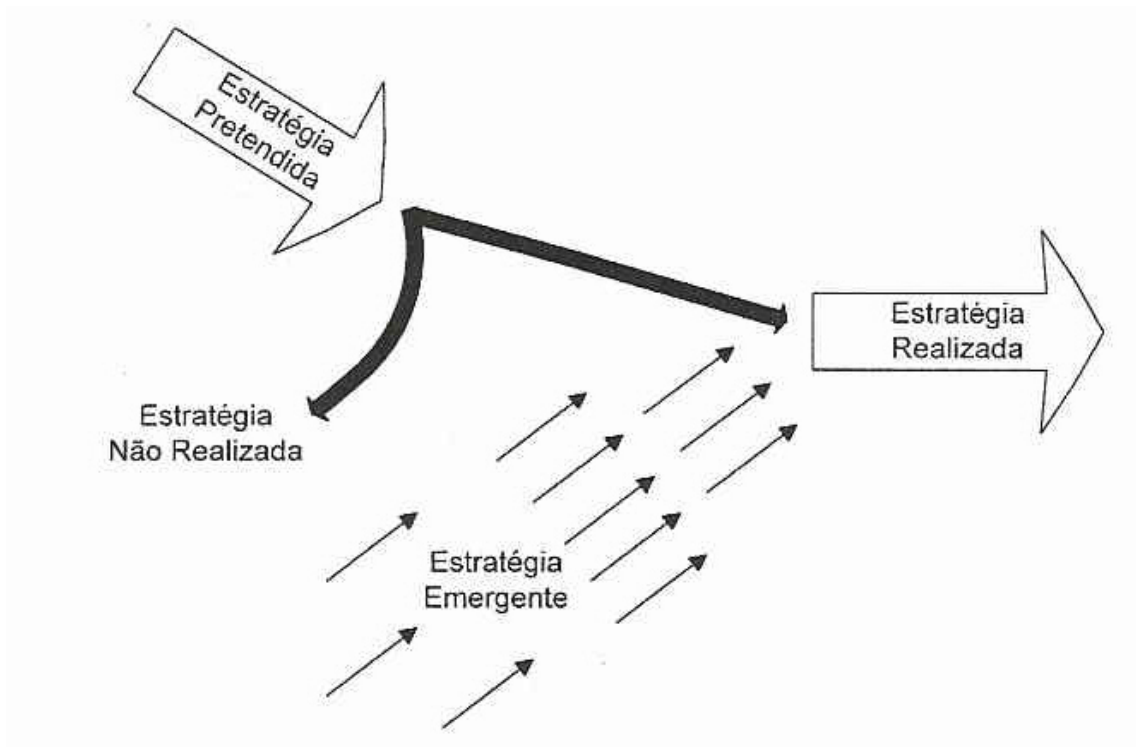 Estratégia
Pretendida
Estratégia
Realizada
Estratégia
Não Realizada
Estratégia
Emergente